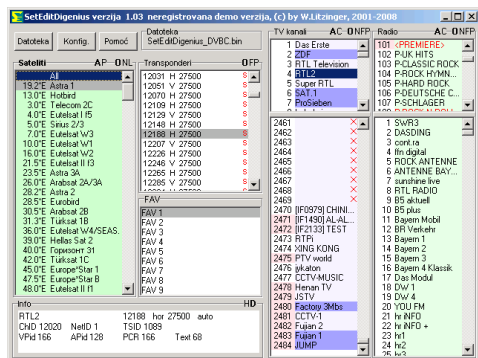 SetEditDigenius verzija 1.03 neregistrovana demo verzija, (c) by W.Litzinger, 2001-2008
Datoteka
Konfig.
Pomoć
Datoteka
SetEditDigenius_DVBC.bin
Sateliti AP ONL
All
19.2°E Astra 1
13.0°E Hotbird
3.0°E Telecom 2C
4.0°E Eutelsat I f5
5.0°E Sirius 2/3
7.0°E Eutelsat W3
10.0°E Eutelsat W1
16.0°E Eutelsat W2
21.5°E Eutelsat II f3
23.5°E Astra 3A
26.0°E Arabsat 2A/3A
28.2°E Astra 2
28.5°E Eurobird
30.5°E Arabsat 2B
31.3°E Türksat 1B
36.0°E Eutelsat W4/SEAS.
39.0°E Hellas Sat 2
40.0°E Горизонт 31
42.0°E Türksat 1C
45.0°E Europe*Star 1
47.5°E Europe*Star B
48.0°E Eutelsat II f1
Transponderi OFP
12031 H 27500 S
12051 V 27500 S
12070 H 27500 S
12109 H 27500 S
12129 V 27500 S
12148 H 27500 S
12188 H 27500 S
12207 V 27500 S
12226 H 27500 S
12246 V 27500 S
12265 H 27500 S
12285 V 27500 S
FAV
FAV 1
FAV 2
FAV 3
FAV 4
FAV 5
FAV 6
FAV 7
FAV 8
FAV 9
TV kanali AC ONFP
1 Das Erste
2 ZDF
3 RTL Television
4 RTL2
5 Super RTL
6 SAT.1
7 ProSieben
2461 X
2462 X
2463 X
2464 X
2465 X
2466 X
2467 X
2468 X
2469 X
2470 [IF0979] CHINI...
2471 [IF1490] AL-AL...
2472 [IF2133] TEST
2473 RTPi
2474 XING KONG
2475 PTV world
2476 jykaton
2477 CCTV-MUSIC
2478 Henan TV
2479 JSTV
2480 Factory 3Mbs
2481 CCTV-1
2482 Fujian 2
2483 Fujian 1
2484 JUMP
Radio AC ONFP
101 <PREMIERE>
102 P-UK HITS
103 P-CLASSIC ROCK
104 P-ROCK HYMN...
105 P-HARD ROCK
106 P-DEUTSCHE C...
107 P-SCHLAGER
1 SWR3
2 DASDING
3 cont.ra
4 ffn digital
5 ROCK ANTENNE
6 ANTENNE BAY...
7 sunshine live
8 RTL RADIO
9 B5 aktuell
10 B5 plus
11 Bayern Mobil
12 BR Verkehr
13 Bayern 1
14 Bayern 2
15 Bayern 3
16 Bayern 4 Klassik
17 Das Modul
18 DW 1
19 DW 4
20 YOU FM
21 hr iNFO
22 hr iNFO +
23 hr1
24 hr2
25 hr3
Info HD
RTL2 12188 hor 27500 auto
ChID 12020 NetID 1 TSID 1089
VPid 166 APid 128 PCR 166 Text 68